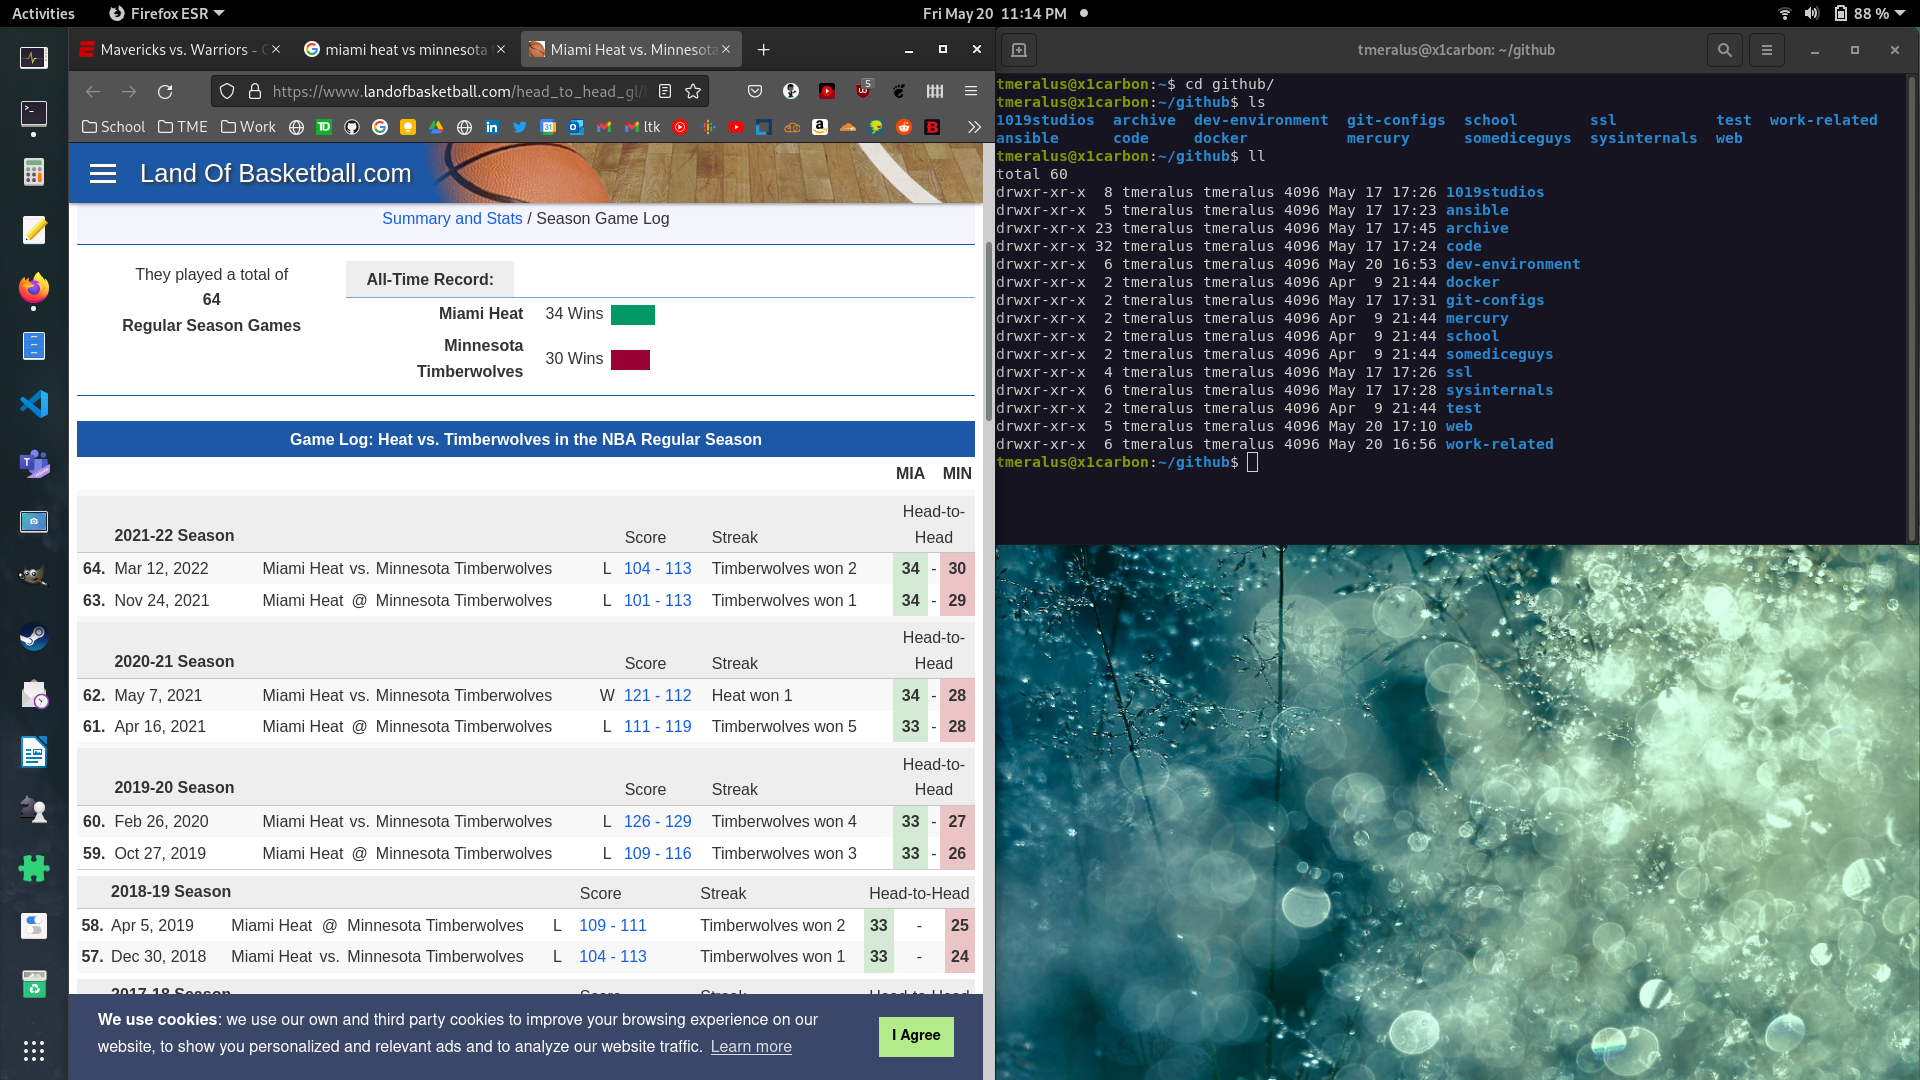 Activities
Firefox ESR
Fri May 20 11:14 PM
88 %
Mavericks vs. Warriors -
miami heat vs minnesota
Miami Heat vs. Minnesota
https://www.landofbasketball.com/head_to_head_gl/
5
School
TME
Work
ltk
Land Of Basketball.com
Summary and Stats / Season Game Log
They played a total of
64
Regular Season Games
All-Time Record:
Miami Heat 34 Wins
Minnesota
Timberwolves
30 Wins
Game Log: Heat vs. Timberwolves in the NBA Regular Season
MIA MIN
2021-22 Season Score Streak Head-to-
Head
64. Mar 12, 2022 Miami Heat vs. Minnesota Timberwolves L 104 - 113 Timberwolves won 2 34 - 30
63. Nov 24, 2021 Miami Heat @ Minnesota Timberwolves L 101 - 113 Timberwolves won 1 34 - 29
2020-21 Season Score Streak Head-to-
Head
62. May 7, 2021 Miami Heat vs. Minnesota Timberwolves W 121 - 112 Heat won 1 34 - 28
61. Apr 16, 2021 Miami Heat @ Minnesota Timberwolves L 111 - 119 Timberwolves won 5 33 - 28
2019-20 Season Score Streak Head-to-
Head
60. Feb 26, 2020 Miami Heat vs. Minnesota Timberwolves L 126 - 129 Timberwolves won 4 33 - 27
59. Oct 27, 2019 Miami Heat @ Minnesota Timberwolves L 109 - 116 Timberwolves won 3 33 - 26
2018-19 Season Score Streak Head-to-Head
58. Apr 5, 2019 Miami Heat @ Minnesota Timberwolves L 109 - 111 Timberwolves won 2 33 - 25
57. Dec 30, 2018 Miami Heat vs. Minnesota Timberwolves L 104 - 113 Timberwolves won 1 33 - 24
2017-18 Season Score Streak Head-to-Head
We use cookies: we use our own and third party cookies to improve your browsing experience on our
website, to show you personalized and relevant ads and to analyze our website traffic. Learn more
I Agree
tmeralus@x1carbon: ~/github
tmeralus@x1carbon:~$ cd github/
tmeralus@x1carbon:~/github$ ls
1019studios archive dev-environment git-configs school ssl test work-related
ansible code docker mercury somediceguys sysinternals web
tmeralus@x1carbon:~/github$ ll
total 60
drwxr-xr-x 8 tmeralus tmeralus 4096 May 17 17:26 1019studios
drwxr-xr-x 5 tmeralus tmeralus 4096 May 17 17:23 ansible
drwxr-xr-x 23 tmeralus tmeralus 4096 May 17 17:45 archive
drwxr-xr-x 32 tmeralus tmeralus 4096 May 17 17:24 code
drwxr-xr-x 6 tmeralus tmeralus 4096 May 20 16:53 dev-environment
drwxr-xr-x 2 tmeralus tmeralus 4096 Apr 9 21:44 docker
drwxr-xr-x 2 tmeralus tmeralus 4096 May 17 17:31 git-configs
drwxr-xr-x 2 tmeralus tmeralus 4096 Apr 9 21:44 mercury
drwxr-xr-x 2 tmeralus tmeralus 4096 Apr 9 21:44 school
drwxr-xr-x 2 tmeralus tmeralus 4096 Apr 9 21:44 somediceguys
drwxr-xr-x 4 tmeralus tmeralus 4096 May 17 17:26 ssl
drwxr-xr-x 6 tmeralus tmeralus 4096 May 17 17:28 sysinternals
drwxr-xr-x 2 tmeralus tmeralus 4096 Apr 9 21:44 test
drwxr-xr-x 5 tmeralus tmeralus 4096 May 20 17:10 web
drwxr-xr-x 6 tmeralus tmeralus 4096 May 20 16:56 work-related
tmeralus@x1carbon:~/github$